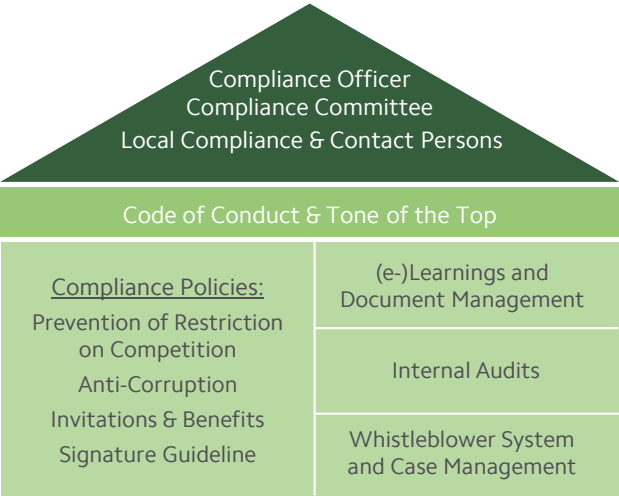 Compliance Officer
Compliance Committee
Local Compliance & Contact Persons
Code of Conduct & Tone of the Top
Compliance Policies:
Prevention of Restriction
on Competition
Anti-Corruption
Invitations & Benefits
Signature Guideline
(e-)Learnings and
Document Management
Internal Audits
Whistleblower System
and Case Management